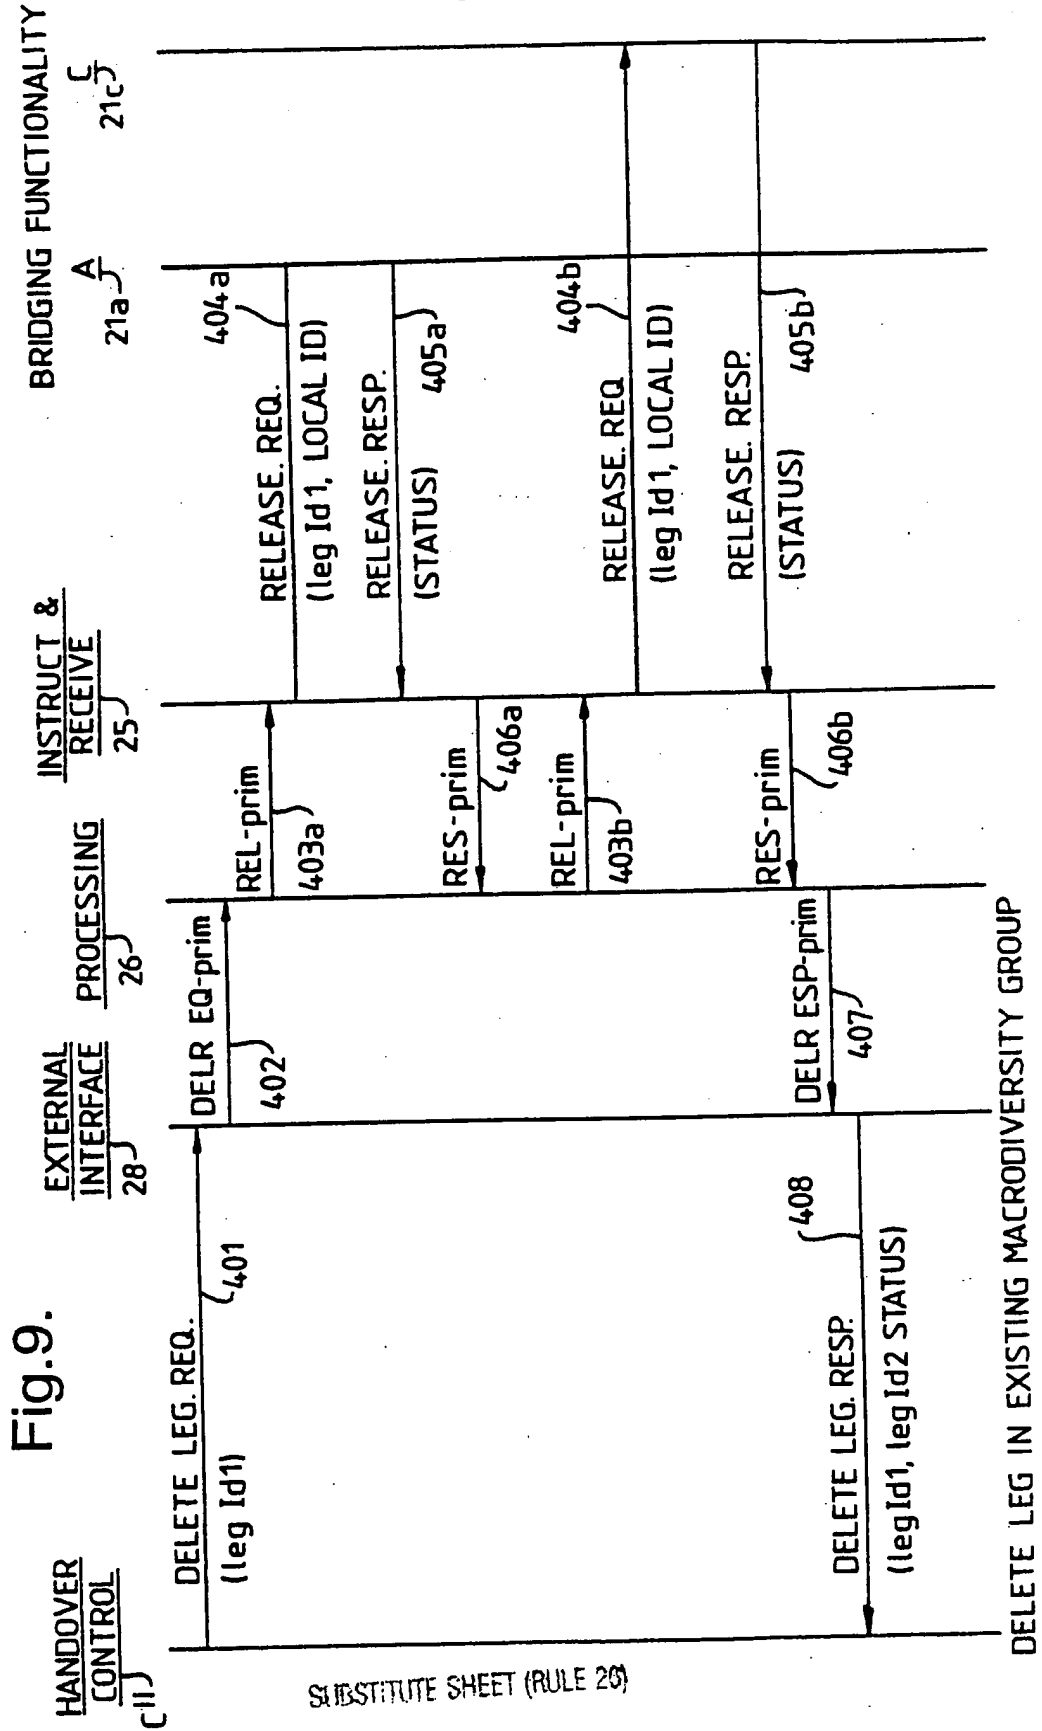 Fig.9.
HANDOVER
CONTROL
C"
EXTERNAL
INTERFACE
28
PROCESSING
26
INSTRUCT &
RECEIVE
25
BRIDGING FUNCTIONALITY
A
21a
C
21c
DELETE LEG. REQ.
(leg Id1)
401
DELR EQ-prim
402
REL-prim
403a
RELEASE. REQ.
(leg Id1, LOCAL ID)
404a
RELEASE. RESP.
(STATUS)
405a
RES-prim
406a
REL-prim
403b
RELEASE. REQ
(leg Id1, LOCAL ID)
404b
RELEASE. RESP.
(STATUS)
405b
RES-prim
406b
DELR ESP-prim
407
DELETE LEG. RESP.
(legId1, leg Id2 STATUS)
408
DELETE LEG IN EXISTING MACRODIVERSITY GROUP
SUBSTITUTE SHEET (RULE 26)